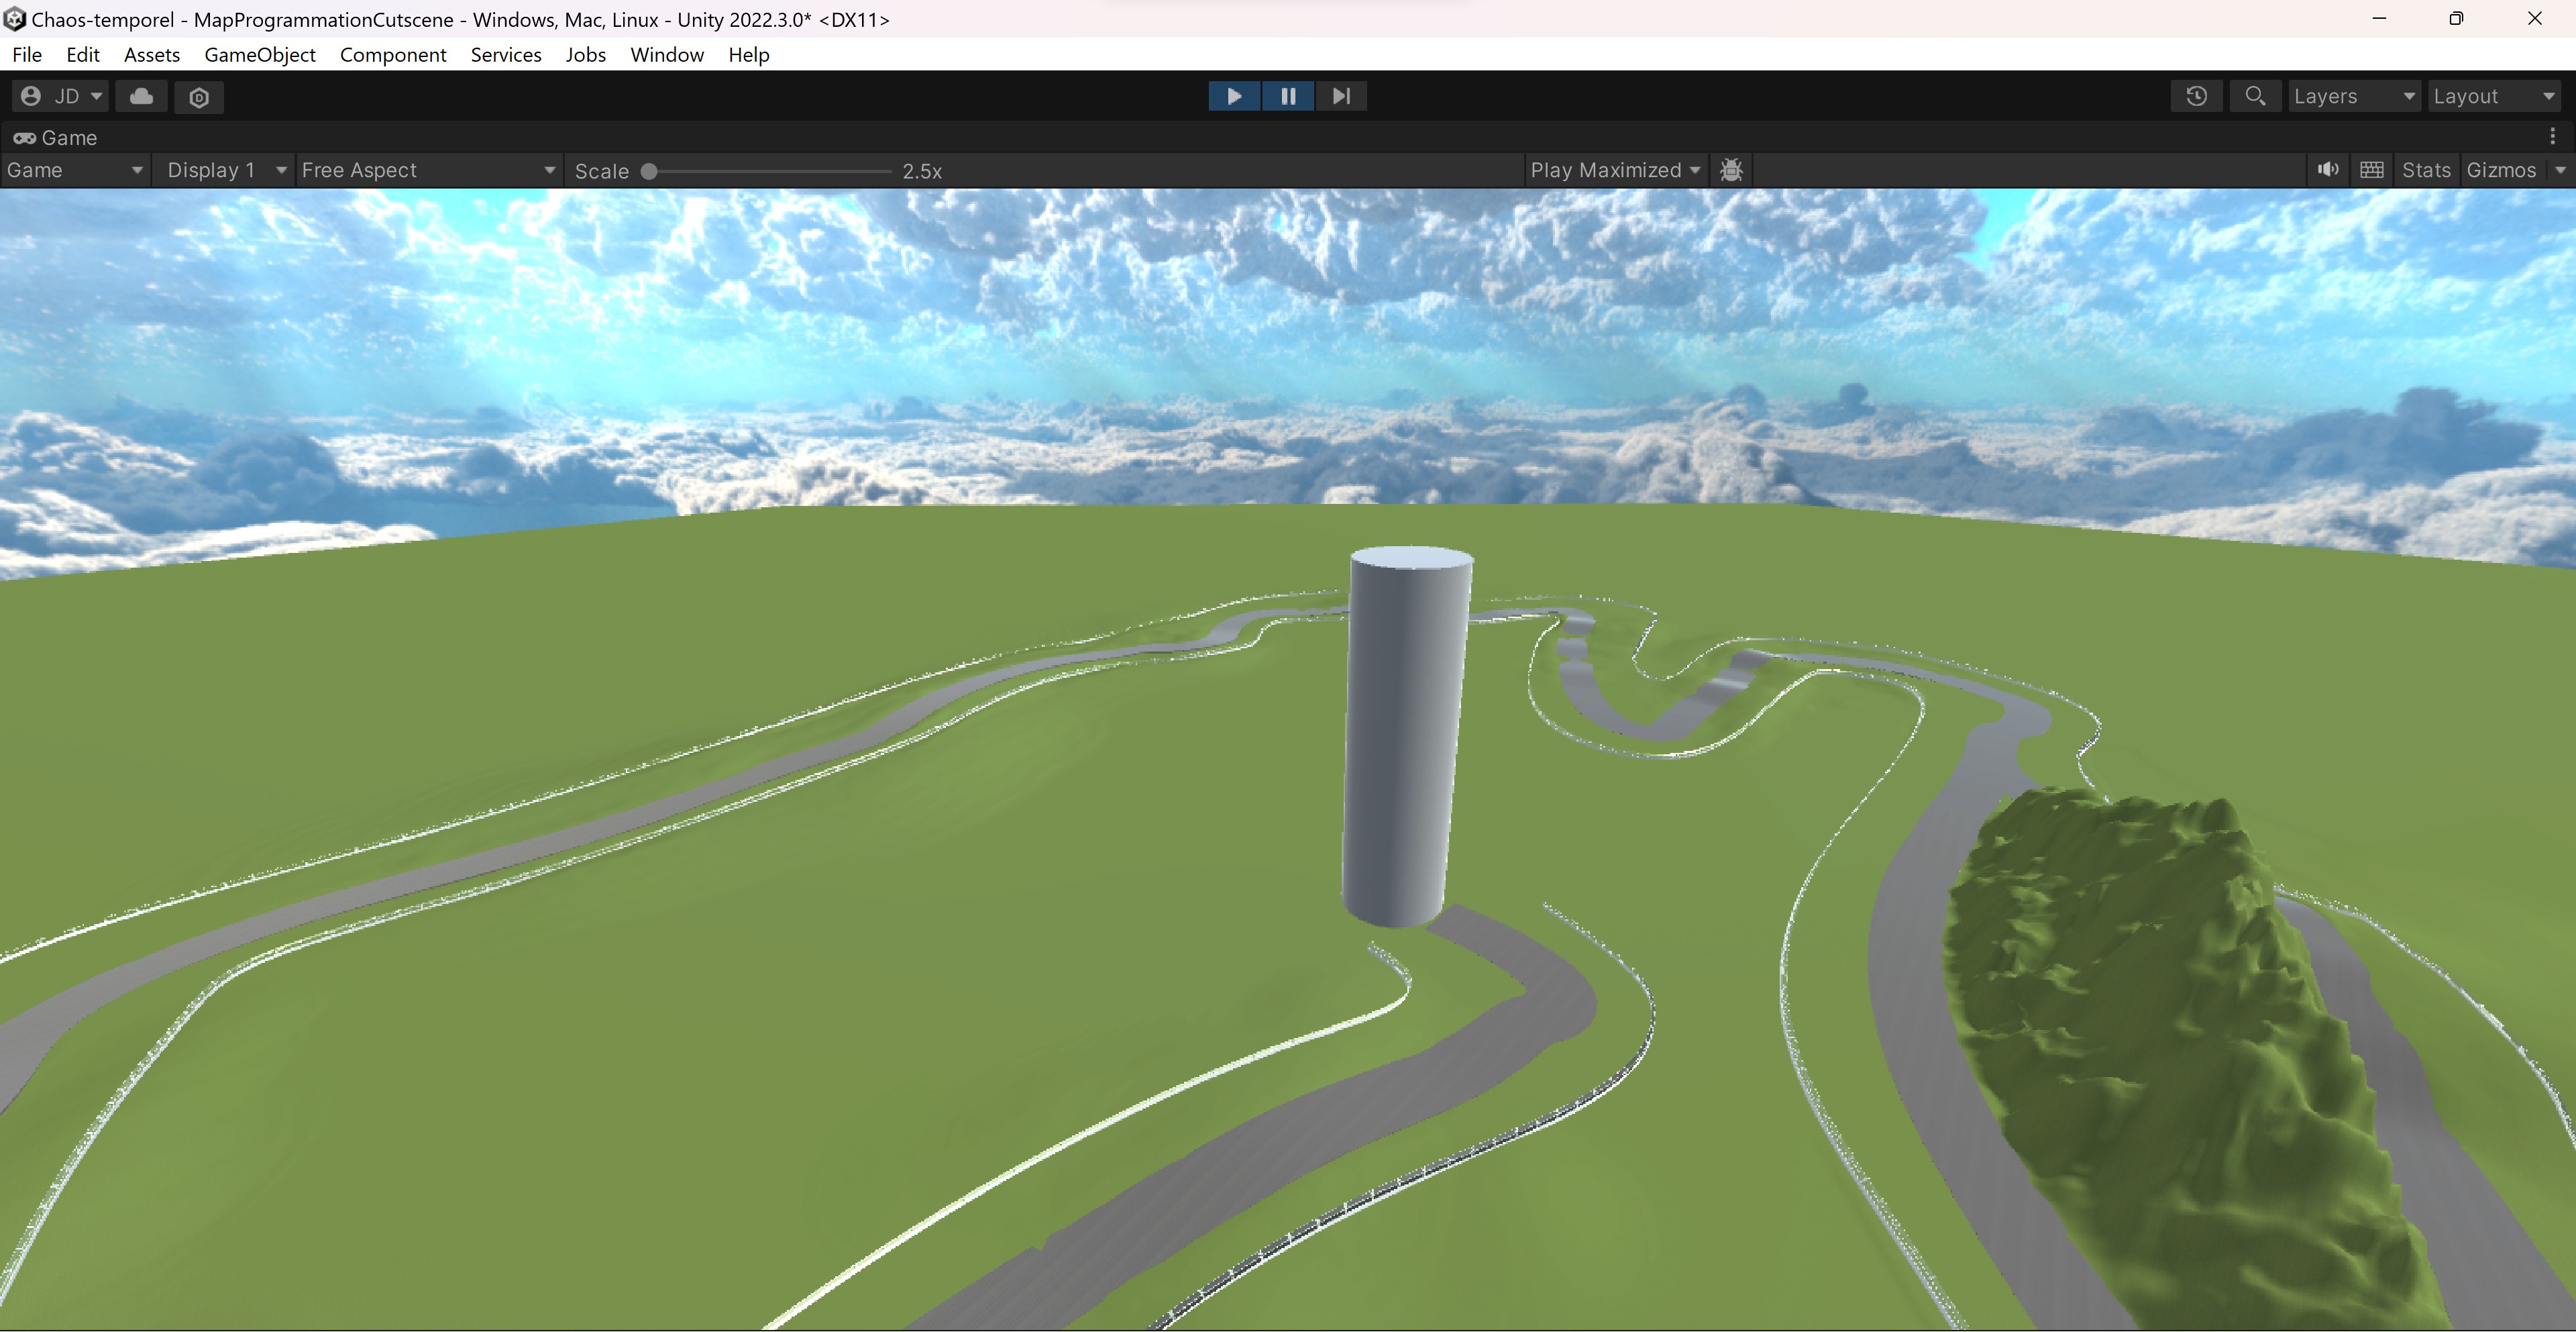 Chaos-temporel - MapProgrammationCutscene - Windows, Mac, Linux - Unity 2022.3.0* <DX11>
File Edit Assets GameObject Component Services Jobs Window Help
JD Layers Layout
Game
Game Display 1 Free Aspect Scale 2.5x Play Maximized Stats Gizmos